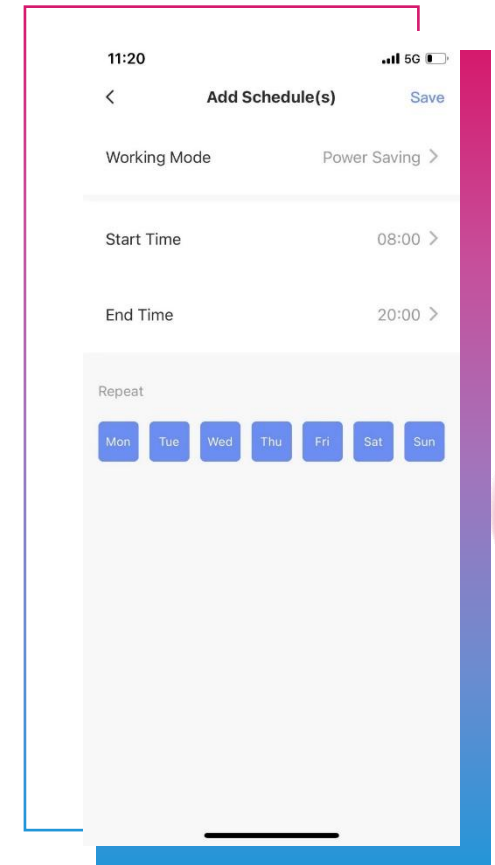 11:20 5G
< Add Schedule(s) Save
Working Mode Power Saving >
Start Time 08:00 >
End Time 20:00 >
Repeat
Mon Tue Wed Thu Fri Sat Sun